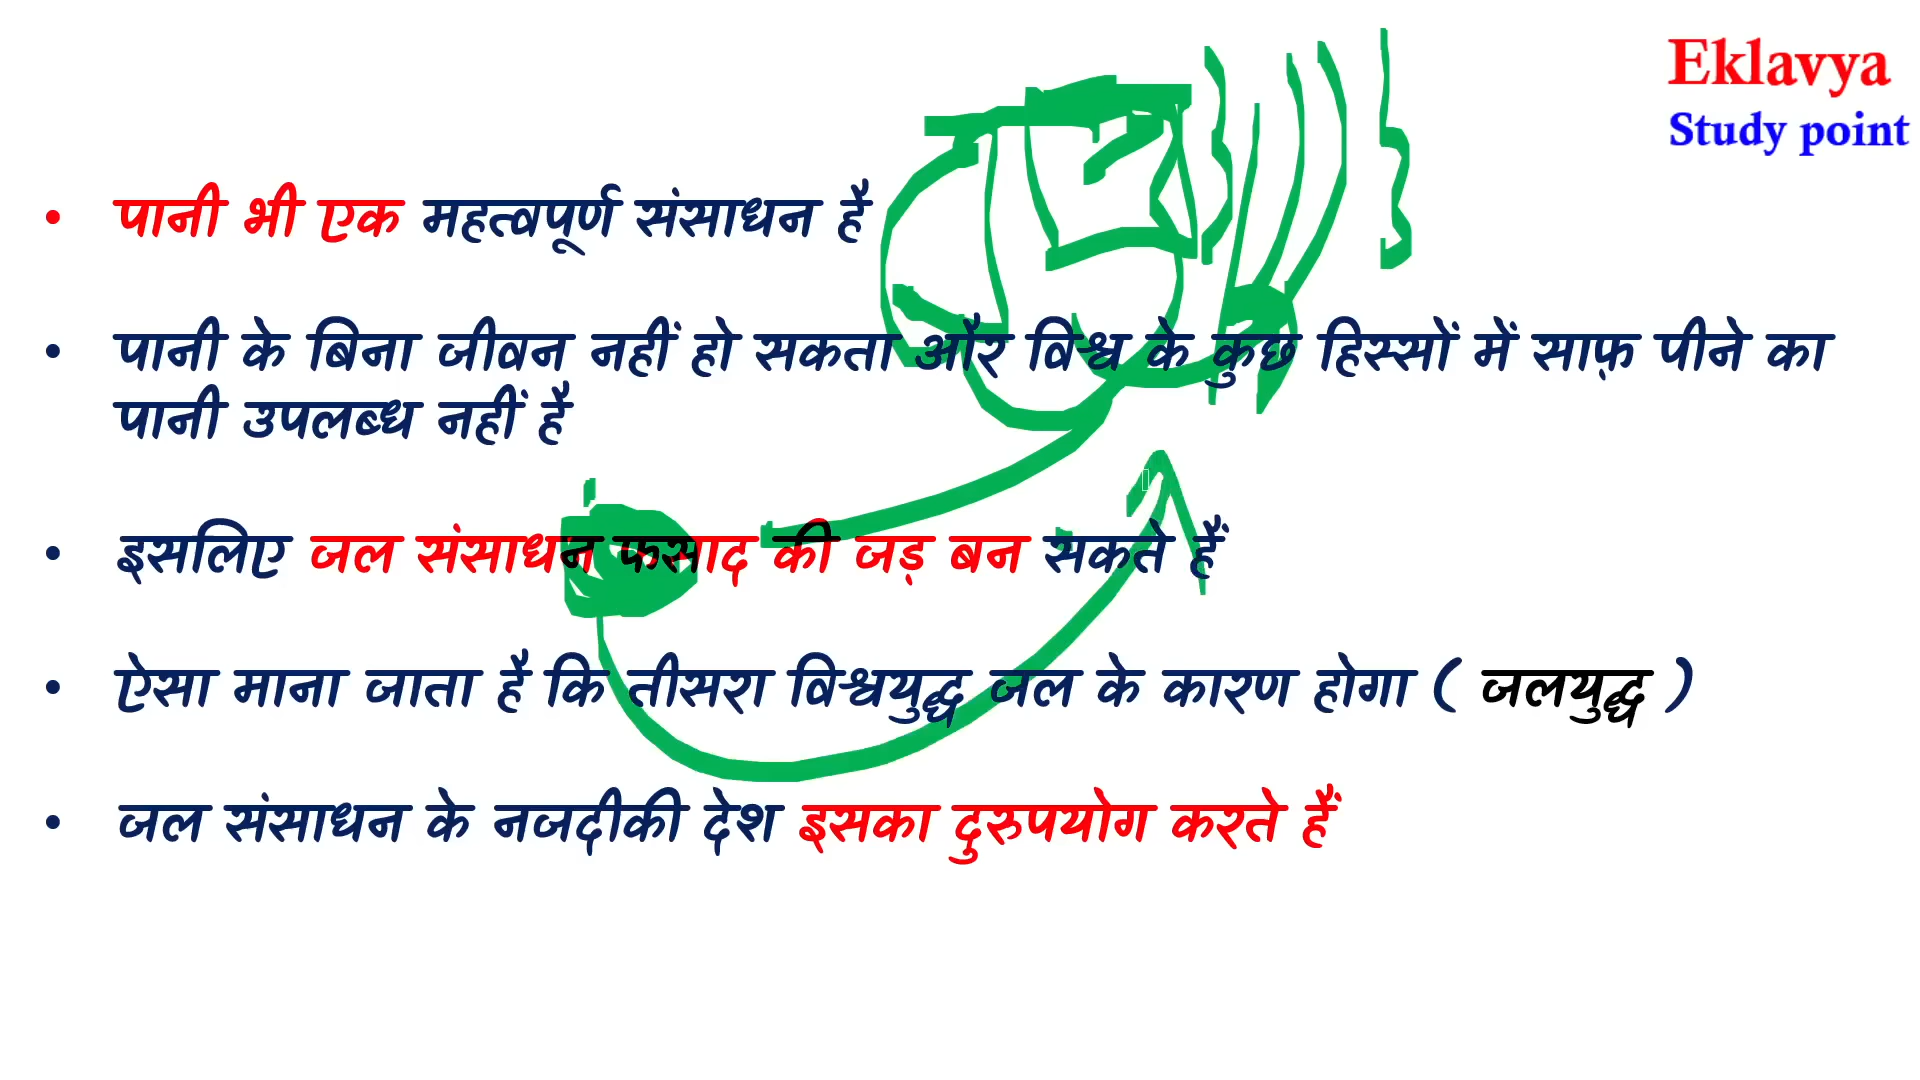 Eklavya
Study point
• पानी भी एक महत्वपूर्ण संसाधन है
• पानी के बिना जीवन नहीं हो सकता और विश्व के कुछ हिस्सों में साफ़ पीने का
पानी उपलब्ध नहीं है
• इसलिए जल संसाधन फसाद की जड़ बन सकते हैं
• ऐसा माना जाता है कि तीसरा विश्वयुद्ध जल के कारण होगा ( जलयुद्ध )
• जल संसाधन के नजदीकी देश इसका दुरुपयोग करते हैं